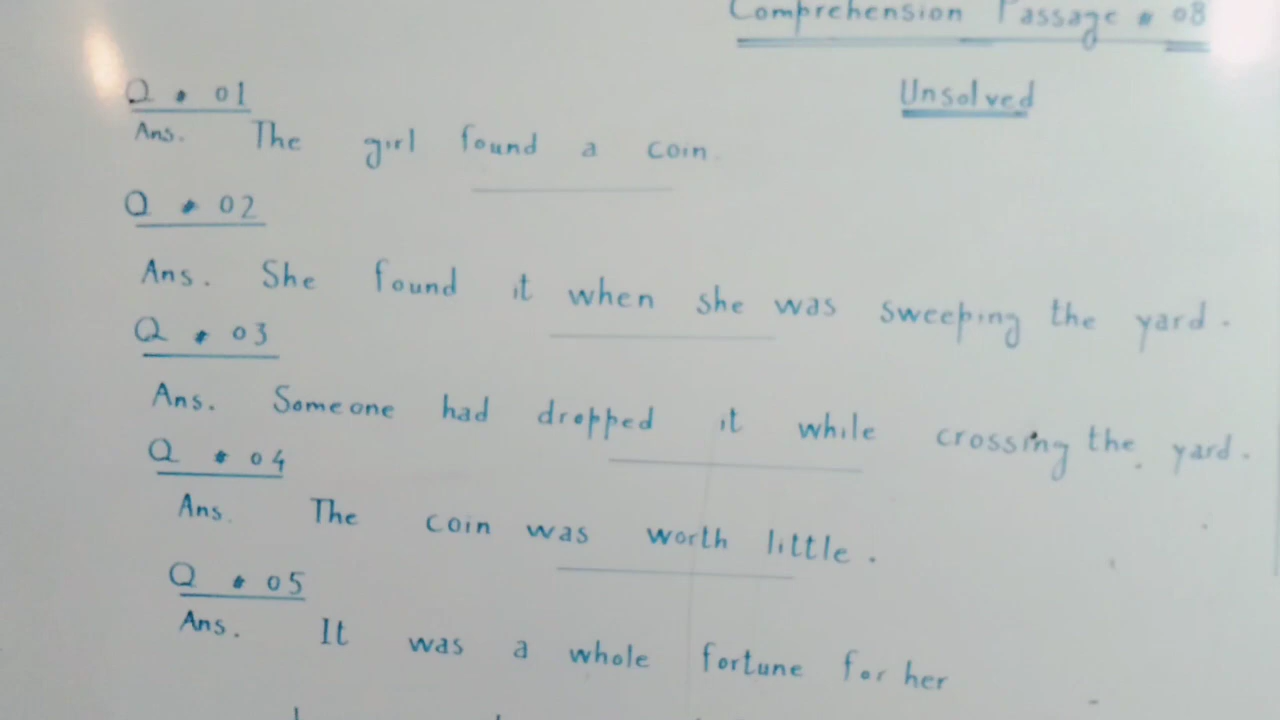 Comprehension Passage # 08
Unsolved
Q # 01
Ans. The girl found a coin.
Q # 02
Ans. She found it when she was sweeping the yard.
Q # 03
Ans. Someone had dropped it while crossing the yard.
Q # 04
Ans. The coin was worth little.
Q # 05
Ans. It was a whole fortune for her